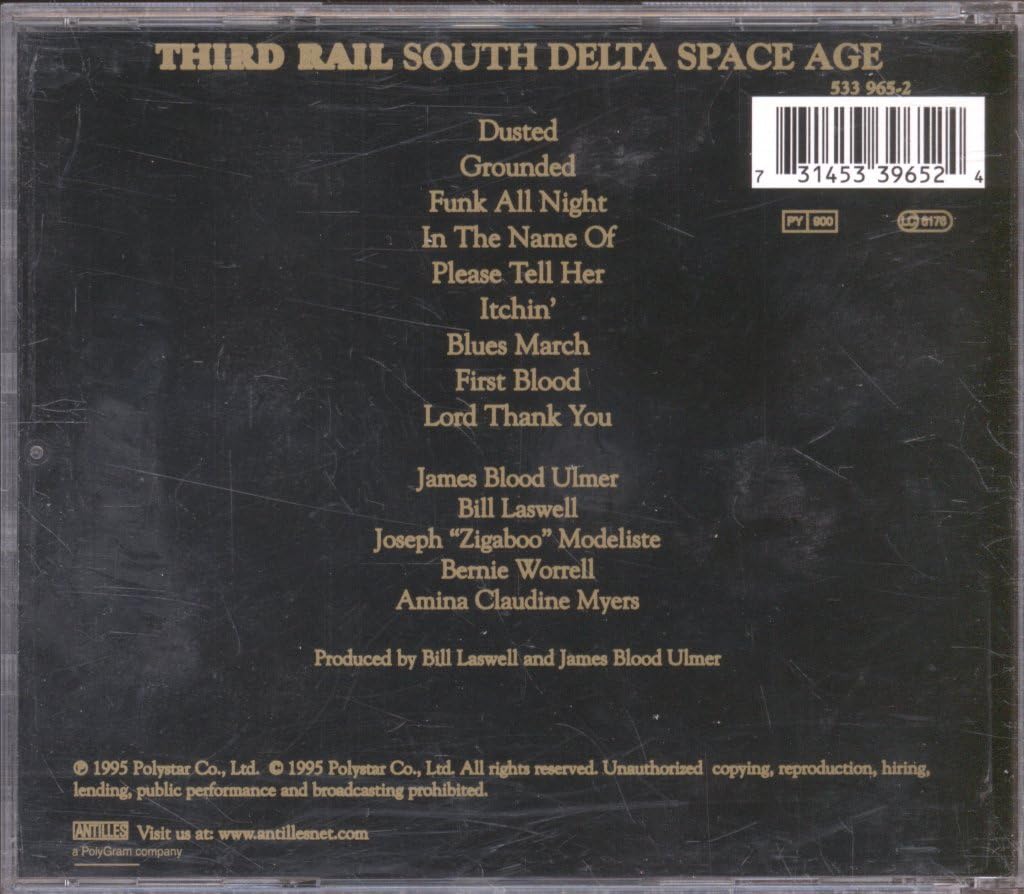 THIRD RAIL SOUTH DELTA SPACE AGE
533 965-2
7 31453 39652 4
PY 900
LC 6176
Dusted
Grounded
Funk All Night
In The Name Of
Please Tell Her
Itchin'
Blues March
First Blood
Lord Thank You
James Blood Ulmer
Bill Laswell
Joseph “Zigaboo” Modeliste
Bernie Worrell
Amina Claudine Myers
Produced by Bill Laswell and James Blood Ulmer
℗ 1995 Polystar Co., Ltd. © 1995 Polystar Co., Ltd. All rights reserved. Unauthorized copying, reproduction, hiring,
lending, public performance and broadcasting prohibited.
ANTILLES Visit us at: www.antillesnet.com
a PolyGram company